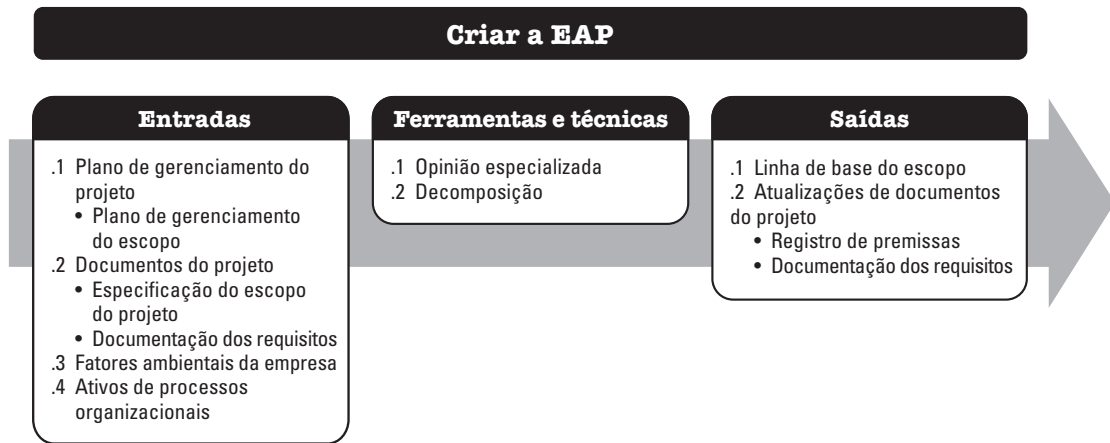 Criar a EAP
Entradas
.1 Plano de gerenciamento do
projeto
• Plano de gerenciamento
do escopo
.2 Documentos do projeto
• Especificação do escopo
do projeto
• Documentação dos requisitos
.3 Fatores ambientais da empresa
.4 Ativos de processos
organizacionais
Ferramentas e técnicas
.1 Opinião especializada
.2 Decomposição
Saídas
.1 Linha de base do escopo
.2 Atualizações de documentos
do projeto
• Registro de premissas
• Documentação dos requisitos